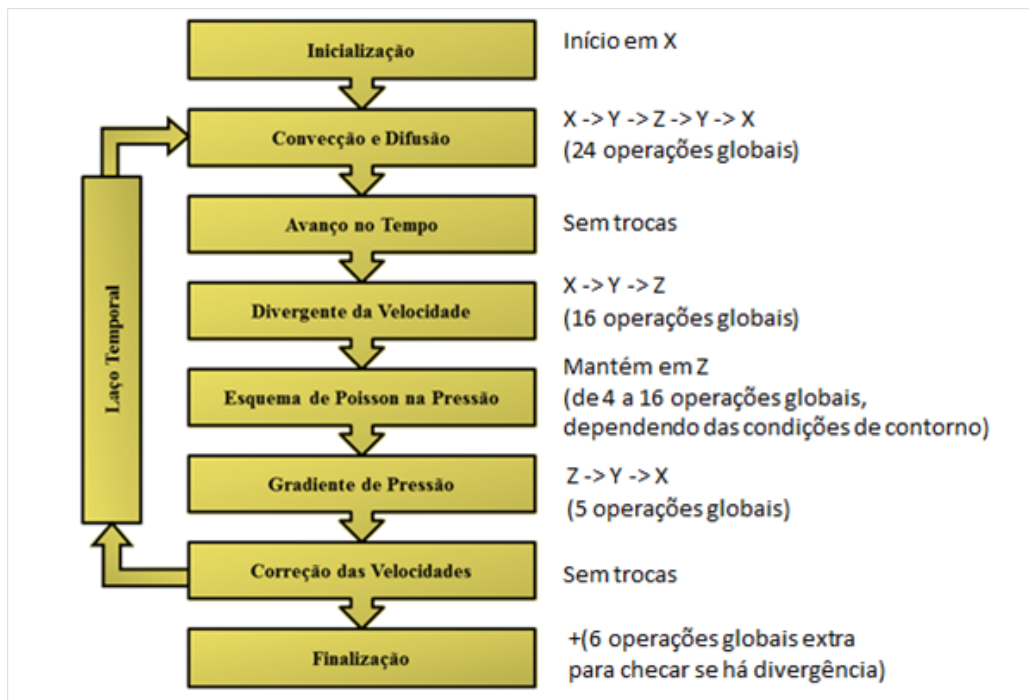 Inicialização
Início em X
Convecção e Difusão
X -> Y -> Z -> Y -> X
(24 operações globais)
Avanço no Tempo
Sem trocas
Divergente da Velocidade
X -> Y -> Z
(16 operações globais)
Esquema de Poisson na Pressão
Mantém em Z
(de 4 a 16 operações globais,
dependendo das condições de contorno)
Gradiente de Pressão
Z -> Y -> X
(5 operações globais)
Correção das Velocidades
Sem trocas
Finalização
+(6 operações globais extra
para checar se há divergência)
Laço Temporal